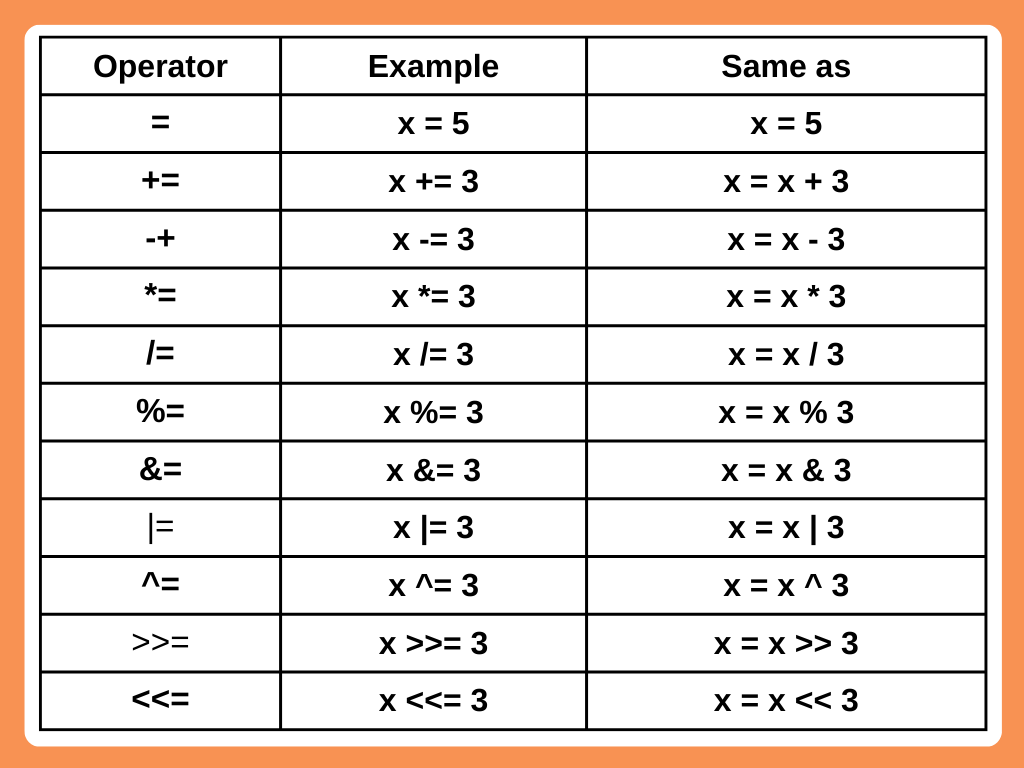 Operator Example Same as
= x = 5 x = 5
+= x += 3 x = x + 3
-+ x -= 3 x = x - 3
*= x *= 3 x = x * 3
/= x /= 3 x = x / 3
%= x %= 3 x = x % 3
&= x &= 3 x = x & 3
|= x |= 3 x = x | 3
^= x ^= 3 x = x ^ 3
>>= x >>= 3 x = x >> 3
<<= x <<= 3 x = x << 3